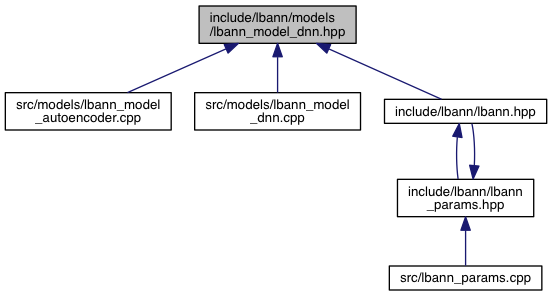 include/lbann/models
/lbann_model_dnn.hpp
src/models/lbann_model
_autoencoder.cpp
src/models/lbann_model
_dnn.cpp
include/lbann/lbann.hpp
include/lbann/lbann
_params.hpp
src/lbann_params.cpp